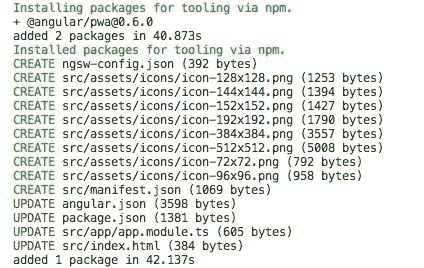 Installing packages for tooling via npm.
+ @angular/pwa@0.6.0
added 2 packages in 40.873s
Installed packages for tooling via npm.
CREATE ngsw-config.json (392 bytes)
CREATE src/assets/icons/icon-128x128.png (1253 bytes)
CREATE src/assets/icons/icon-144x144.png (1394 bytes)
CREATE src/assets/icons/icon-152x152.png (1427 bytes)
CREATE src/assets/icons/icon-192x192.png (1790 bytes)
CREATE src/assets/icons/icon-384x384.png (3557 bytes)
CREATE src/assets/icons/icon-512x512.png (5008 bytes)
CREATE src/assets/icons/icon-72x72.png (792 bytes)
CREATE src/assets/icons/icon-96x96.png (958 bytes)
CREATE src/manifest.json (1069 bytes)
UPDATE angular.json (3598 bytes)
UPDATE package.json (1381 bytes)
UPDATE src/app/app.module.ts (605 bytes)
UPDATE src/index.html (384 bytes)
added 1 package in 42.137s